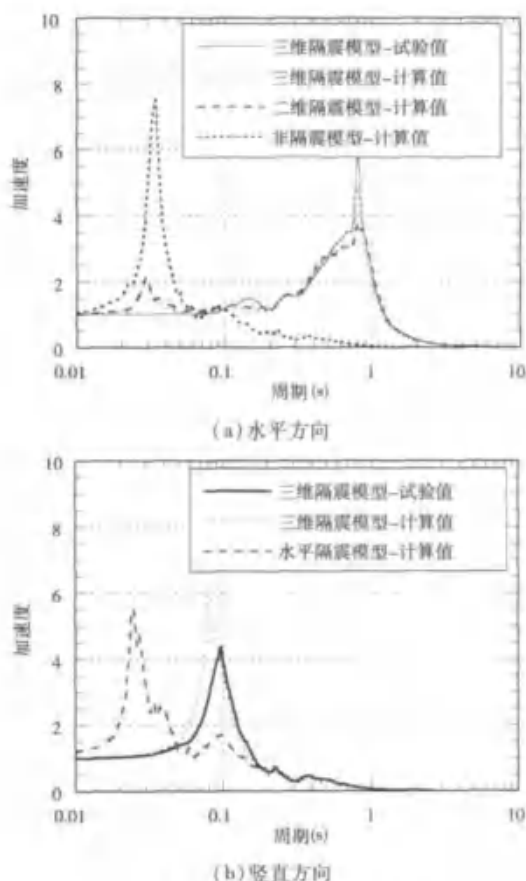 10
三维隔震模型-试验值
三维隔震模型-计算值
8
二维隔震模型-计算值
非隔震模型-计算值
6
加速度
4
2
0
0.01 0.1 1 10
周期(s)
(a)水平方向
10
三维隔震模型-试验值
三维隔震模型-计算值
8
水平隔震模型-计算值
6
加速度
4
2
0
0.01 0.1 1 10
周期(s)
(b)竖直方向